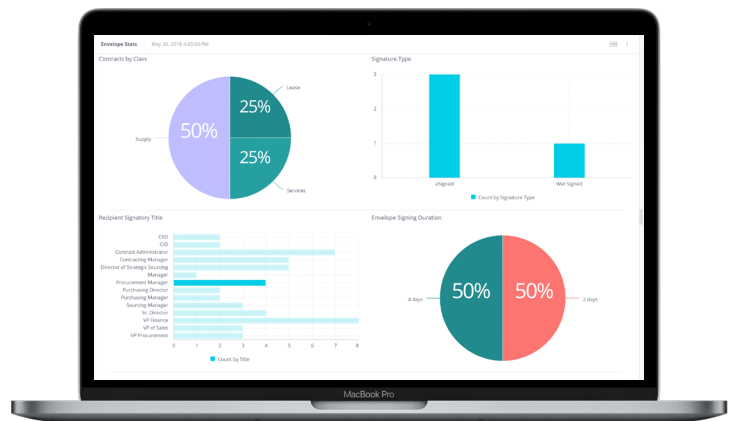 Envelope Stats May 30, 2018 4:45:04 PM
Contracts by Class
Lease
25%
50%
Supply
25%
Services
Signature Type
3
2
1
0
eSigned Wet Signed
Count by Signature Type
Recipient Signatory Title
CEO
CIO
Contract Administrator
Contracting Manager
Director of Strategic Sourcing
Manager
Procurement Manager
Purchasing Director
Purchasing Manager
Sourcing Manager
Sr. Director
VP Finance
VP of Sales
VP Procurement
0 1 2 3 4 5 6 7 8
Count by Title
Envelope Signing Duration
50% 50%
4 days 2 days
MacBook Pro